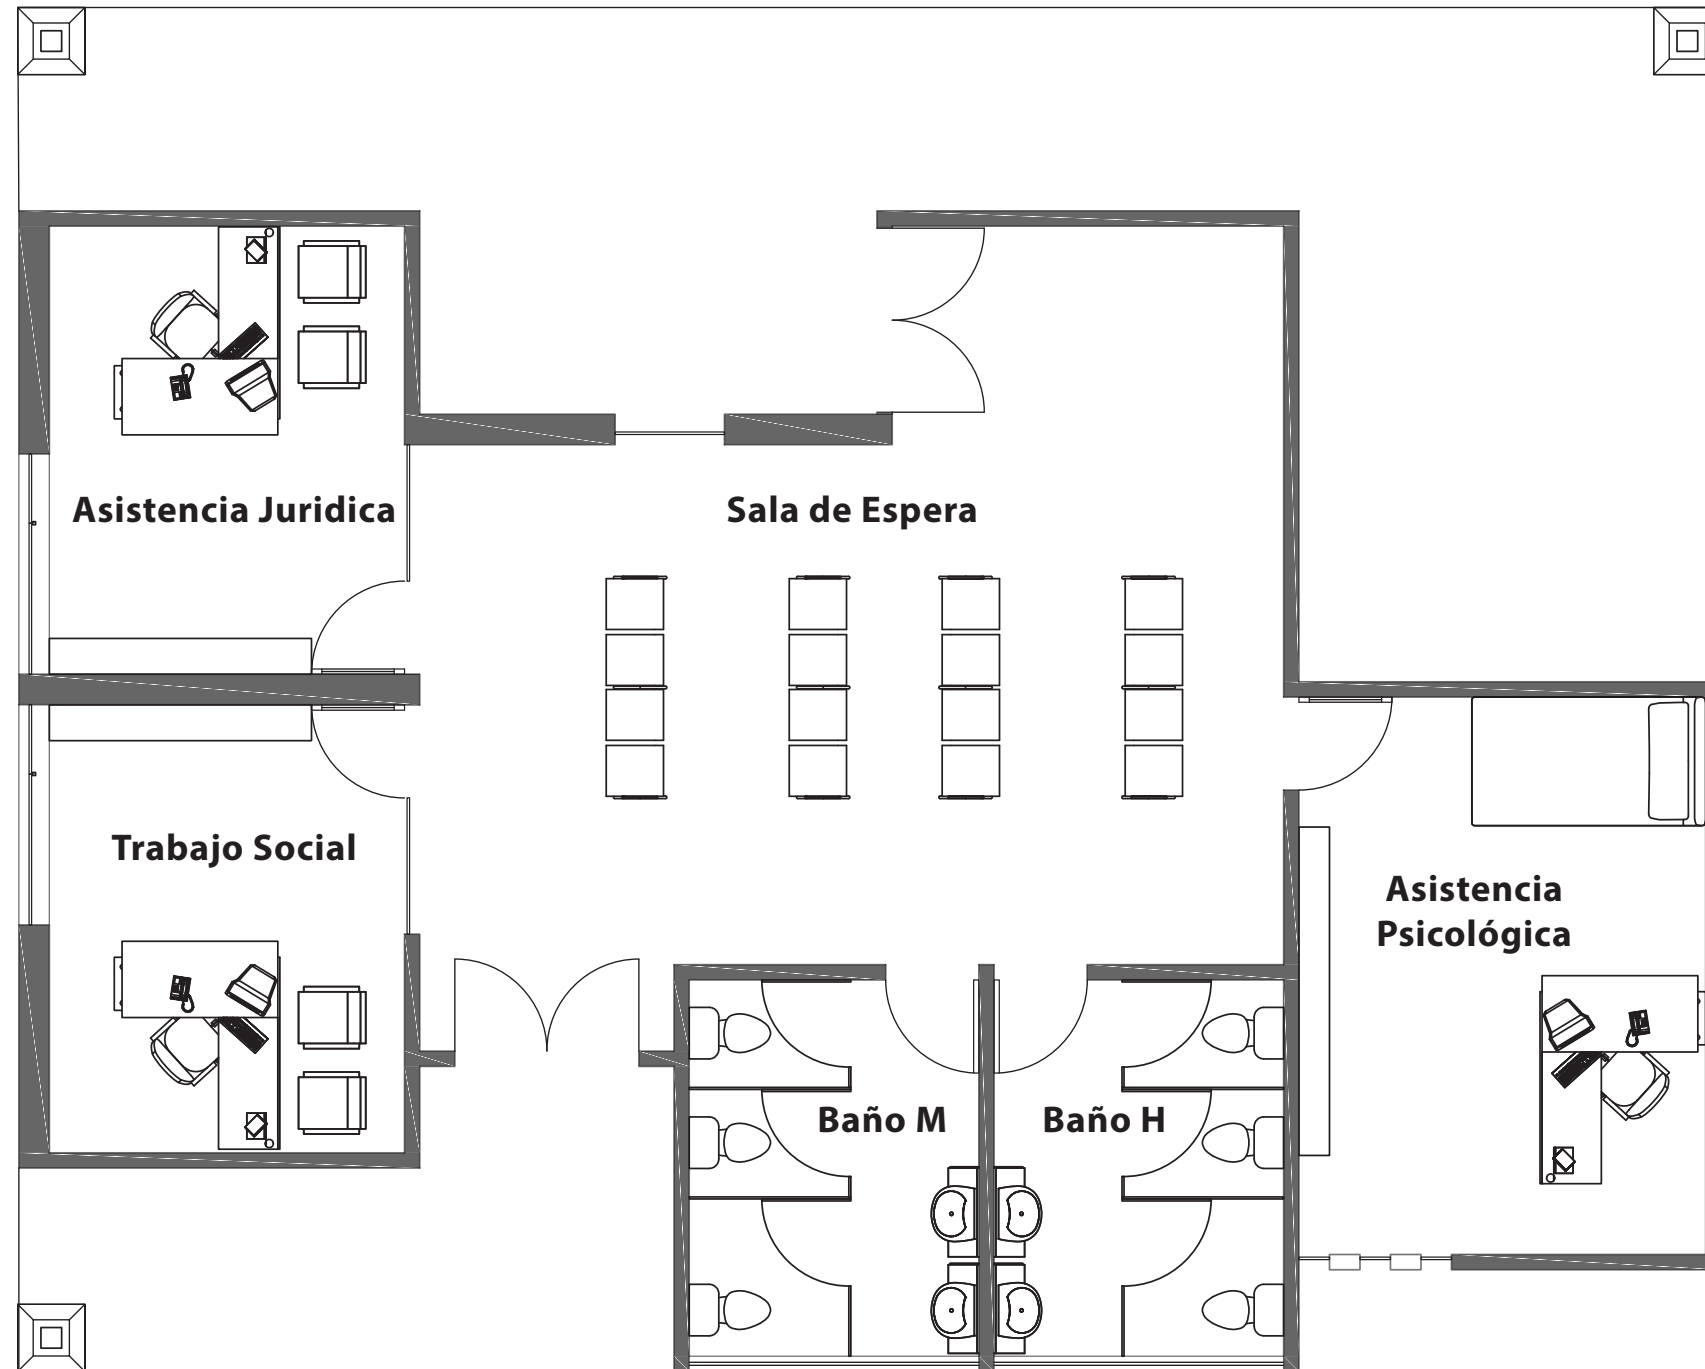 Asistencia Juridica
Sala de Espera
Trabajo Social
Asistencia
Psicológica
Baño M
Baño H